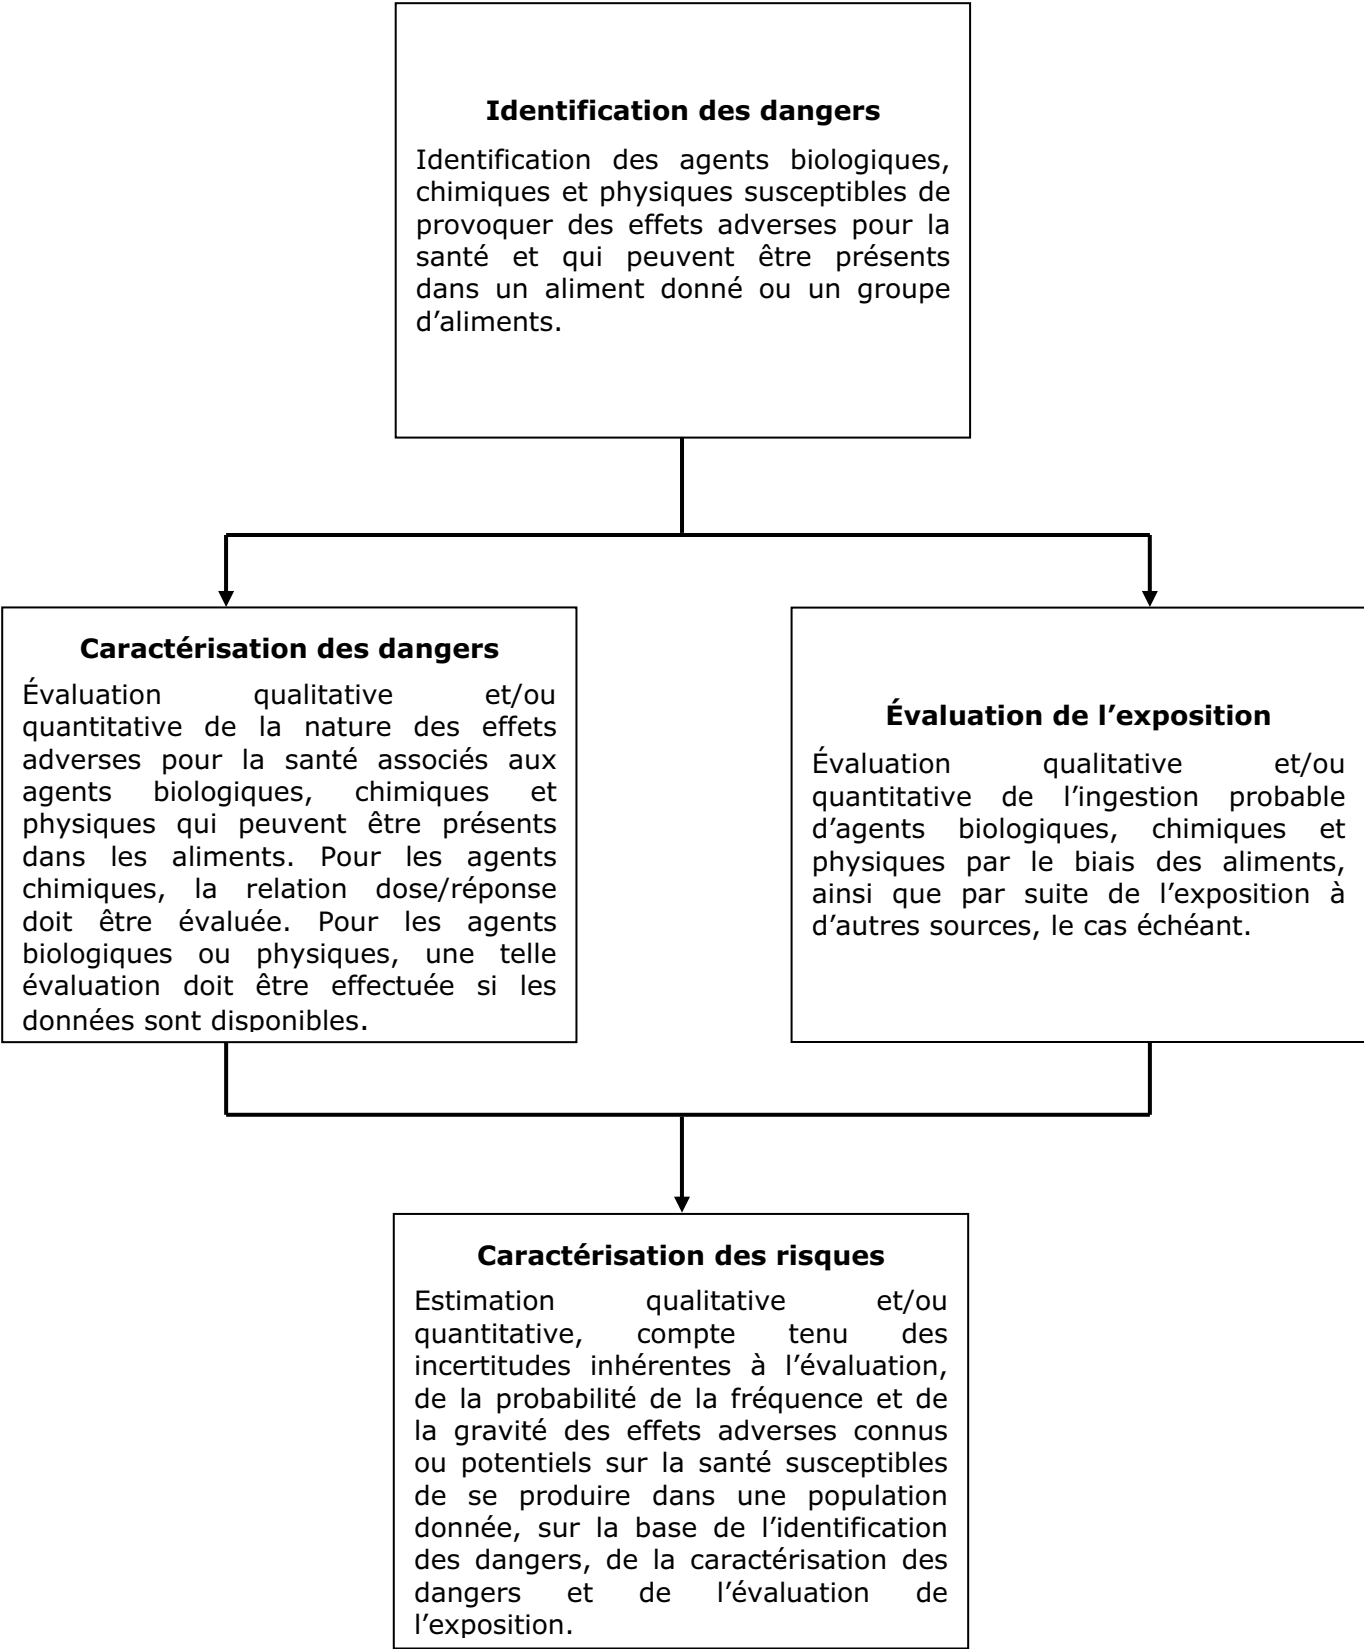 Identification des dangers
Identification des agents biologiques,
chimiques et physiques susceptibles de
provoquer des effets adverses pour la
santé et qui peuvent être présents
dans un aliment donné ou un groupe
d’aliments.
Caractérisation des dangers
Évaluation qualitative et/ou
quantitative de la nature des effets
adverses pour la santé associés aux
agents biologiques, chimiques et
physiques qui peuvent être présents
dans les aliments. Pour les agents
chimiques, la relation dose/réponse
doit être évaluée. Pour les agents
biologiques ou physiques, une telle
évaluation doit être effectuée si les
données sont disponibles.
Évaluation de l’exposition
Évaluation qualitative et/ou
quantitative de l’ingestion probable
d’agents biologiques, chimiques et
physiques par le biais des aliments,
ainsi que par suite de l’exposition à
d’autres sources, le cas échéant.
Caractérisation des risques
Estimation qualitative et/ou
quantitative, compte tenu des
incertitudes inhérentes à l’évaluation,
de la probabilité de la fréquence et de
la gravité des effets adverses connus
ou potentiels sur la santé susceptibles
de se produire dans une population
donnée, sur la base de l’identification
des dangers, de la caractérisation des
dangers et de l’évaluation de
l’exposition.